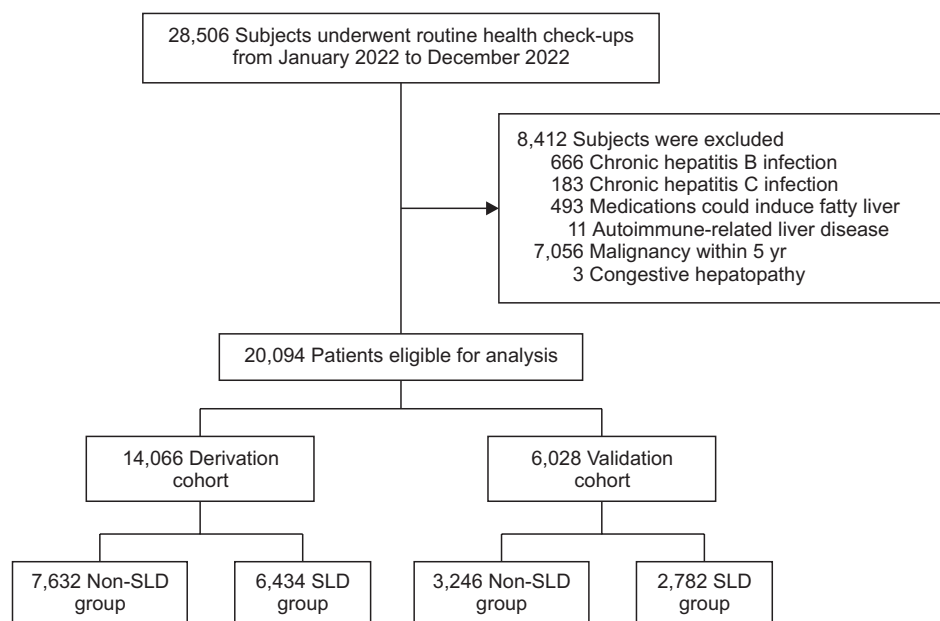 28,506 Subjects underwent routine health check-ups
from January 2022 to December 2022
8,412 Subjects were excluded
666 Chronic hepatitis B infection
183 Chronic hepatitis C infection
493 Medications could induce fatty liver
11 Autoimmune-related liver disease
7,056 Malignancy within 5 yr
3 Congestive hepatopathy
20,094 Patients eligible for analysis
14,066 Derivation
cohort
6,028 Validation
cohort
7,632 Non-SLD
group
6,434 SLD
group
3,246 Non-SLD
group
2,782 SLD
group